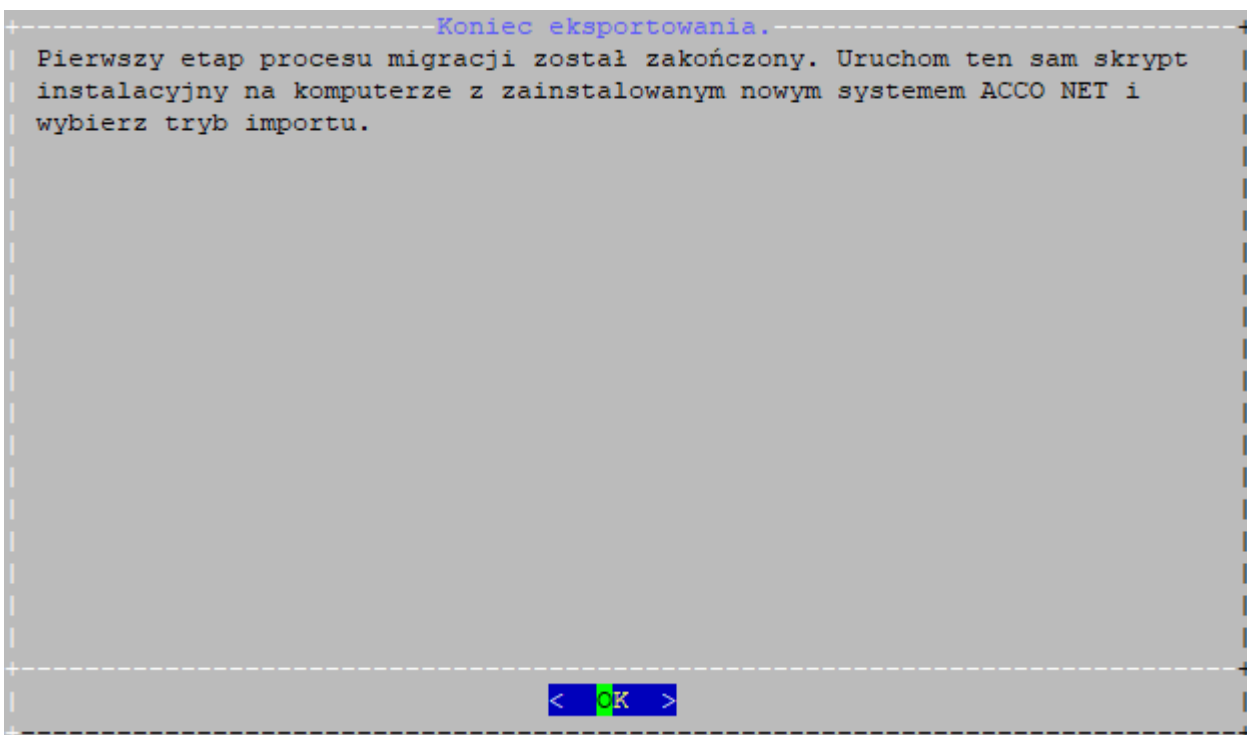 Koniec eksportowania.
Pierwszy etap procesu migracji został zakończony. Uruchom ten sam skrypt
instalacyjny na komputerze z zainstalowanym nowym systemem ACCO NET i
wybierz tryb importu.
< OK >